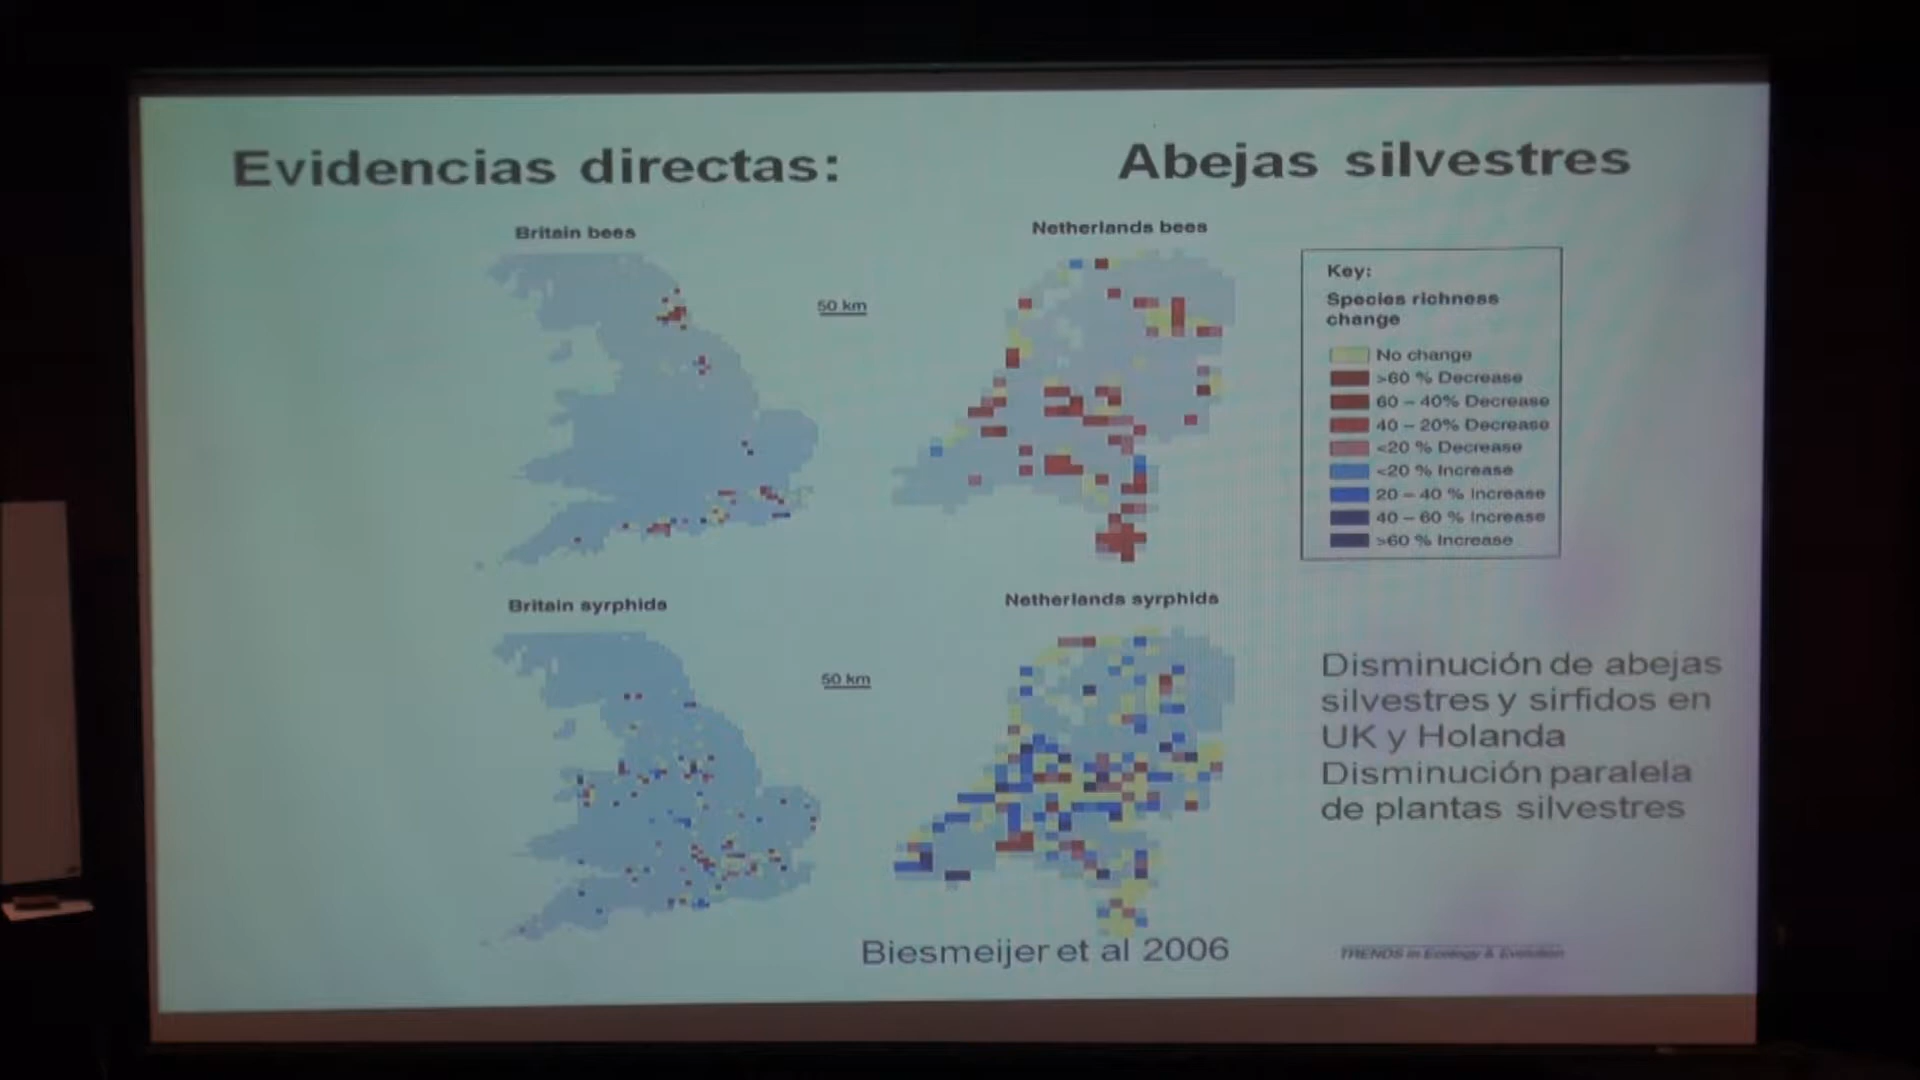 Evidencias directas:
Abejas silvestres
Britain bees
50 km
Netherlands bees
Key:
Species richness
change
No change
>60 % Decrease
60 – 40% Decrease
40 – 20% Decrease
<20 % Decrease
<20 % Increase
20 – 40 % Increase
40 – 60 % Increase
>60 % Increase
Britain syrphids
50 km
Netherlands syrphids
Disminución de abejas
silvestres y sirfidos en
UK y Holanda
Disminución paralela
de plantas silvestres
Biesmeijer et al 2006
TRENDS in Ecology & Evolution